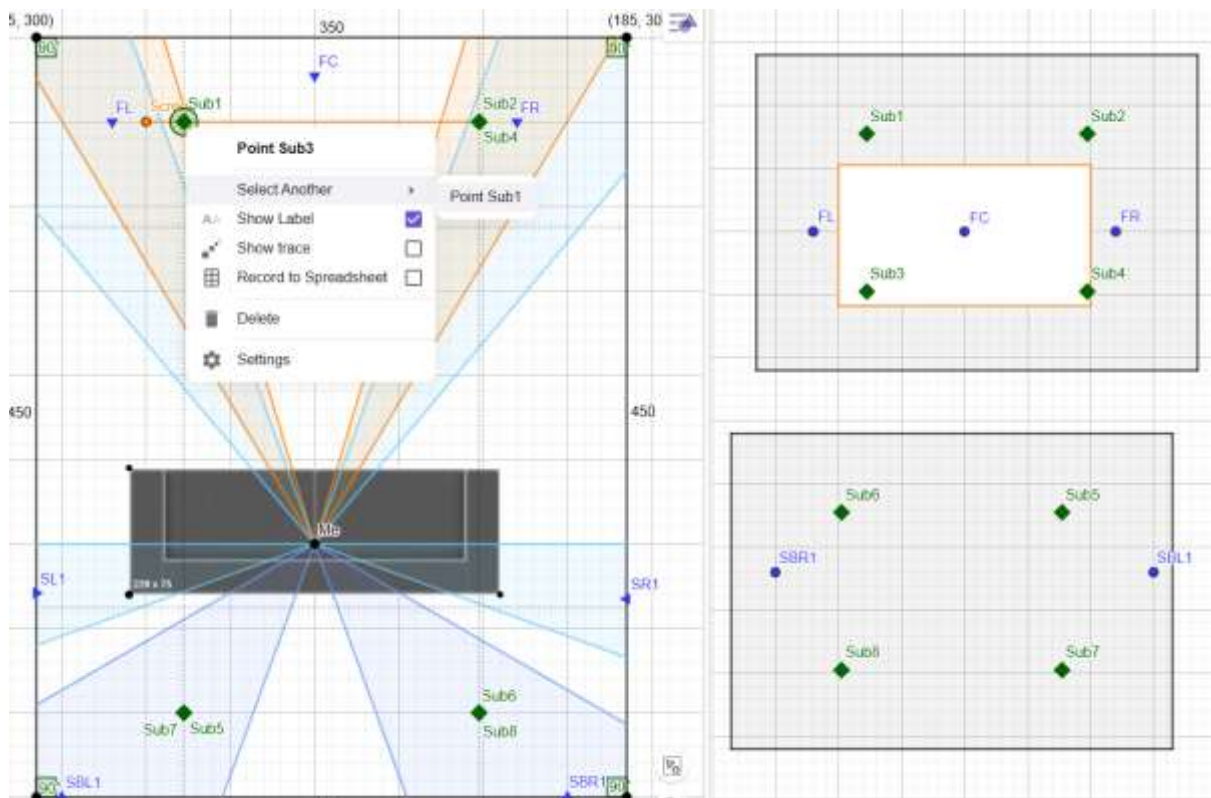 5, 300)
350
(185, 30
90
90
FC
FL
Scre
Sub1
Sub2
FR
Sub4
Point Sub3
Select Another
Point Sub1
Show Label
Show trace
Record to Spreadsheet
Delete
Settings
450
450
Me
SL1
SR1
Sub6
Sub7
Sub5
Sub8
90
SBL1
SBR1
90
Sub1
Sub2
FL
FC
FR
Sub3
Sub4
Sub6
Sub5
SBR1
SBL1
Sub8
Sub7